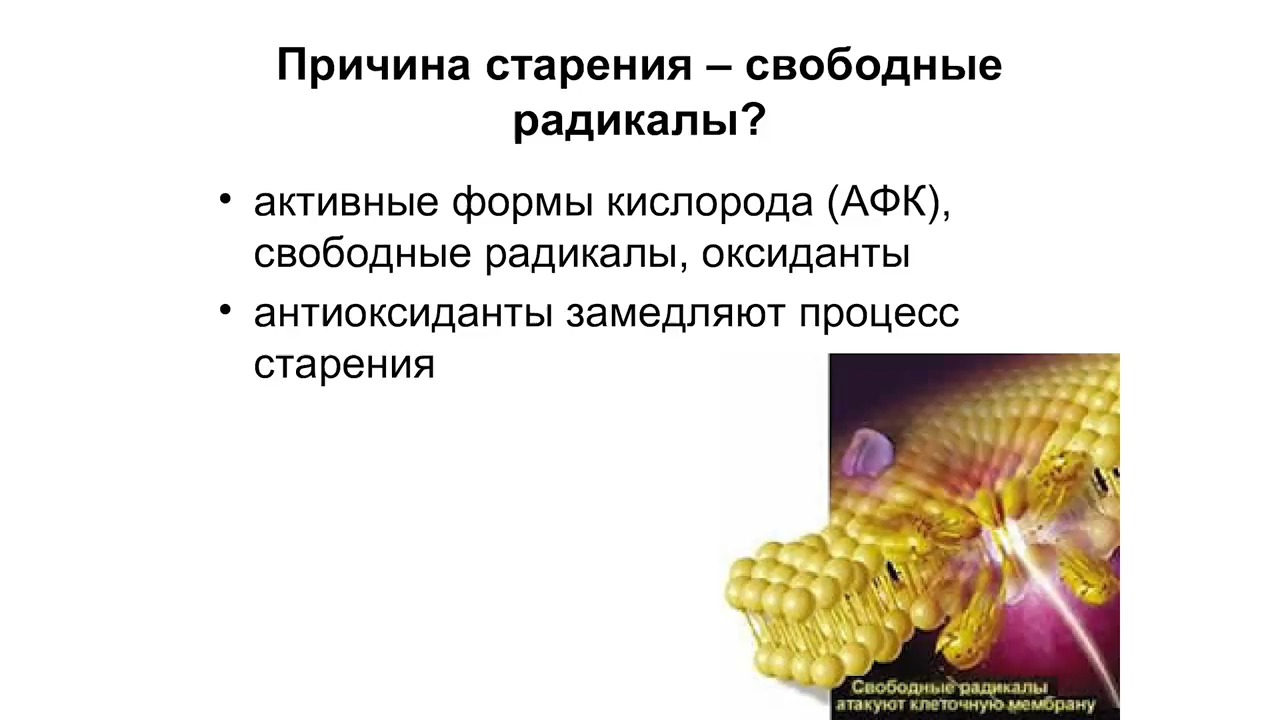 Причина старения – свободные
радикалы?
• активные формы кислорода (АФК),
свободные радикалы, оксиданты
• антиоксиданты замедляют процесс
старения
Свободные радикалы
атакуют клеточную мембрану